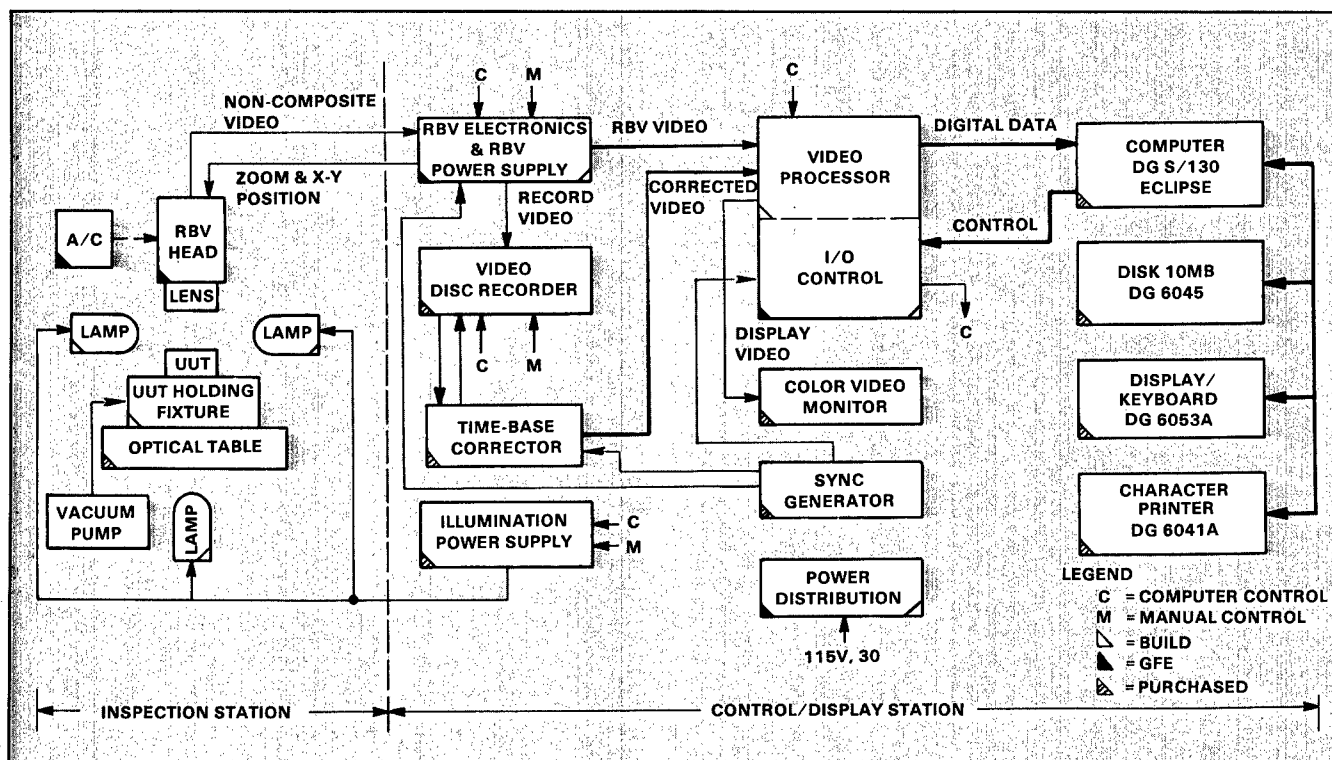 C
M
C
NON-COMPOSITE
VIDEO
RBV ELECTRONICS
& RBV
POWER SUPPLY
RBV VIDEO
ZOOM & X-Y
POSITION
RECORD
VIDEO
CORRECTED
VIDEO
VIDEO
PROCESSOR
I/O
CONTROL
DIGITAL DATA
CONTROL
COMPUTER
DG S/130
ECLIPSE
A/C
RBV
HEAD
LENS
VIDEO
DISC RECORDER
C
M
C
DISK 10MB
DG 6045
LAMP
LAMP
UUT
UUT HOLDING
FIXTURE
OPTICAL TABLE
DISPLAY
VIDEO
COLOR VIDEO
MONITOR
DISPLAY/
KEYBOARD
DG 6053A
TIME-BASE
CORRECTOR
SYNC
GENERATOR
VACUUM
PUMP
LAMP
ILLUMINATION
POWER SUPPLY
C
M
CHARACTER
PRINTER
DG 6041A
POWER
DISTRIBUTION
115V, 30
LEGEND
C = COMPUTER CONTROL
M = MANUAL CONTROL
= BUILD
= GFE
= PURCHASED
INSPECTION STATION
CONTROL/DISPLAY STATION